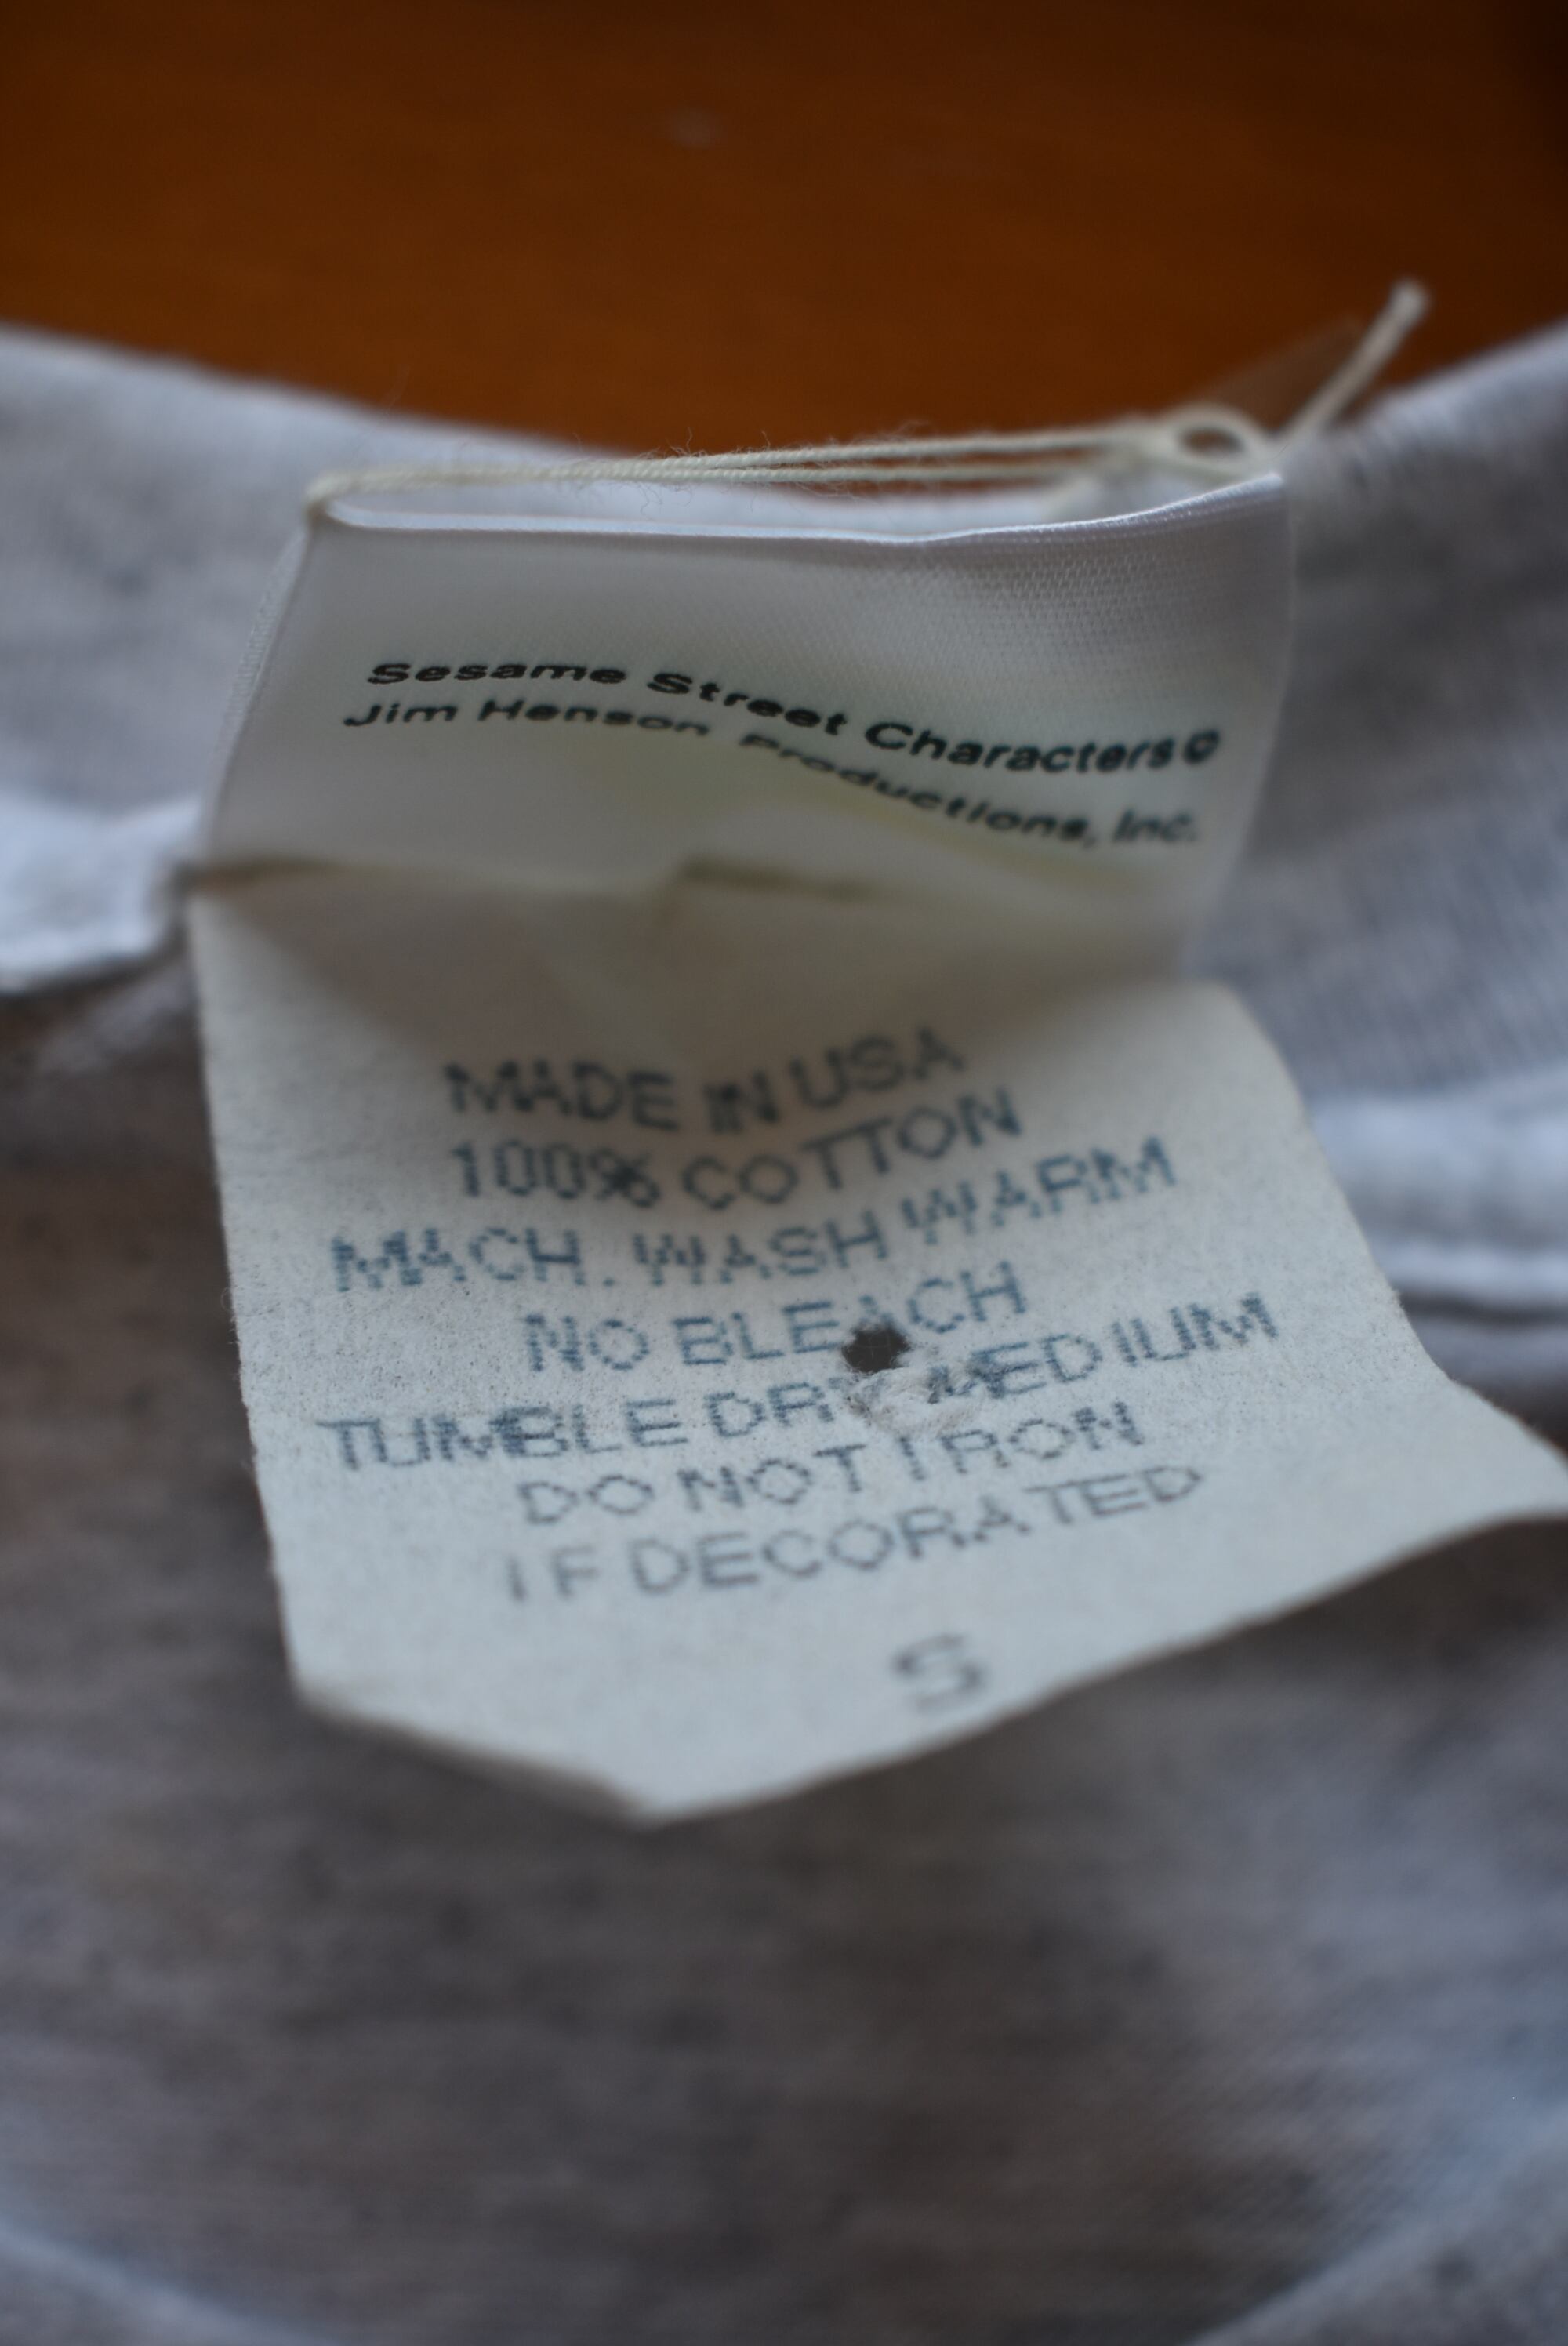 Sesame Street Characters©
Jim Henson Productions, Inc.
MADE IN USA
100% COTTON
MACH. WASH WARM
NO BLEACH
TUMBLE DRY MEDIUM
DO NOT IRON
IF DECORATED
S